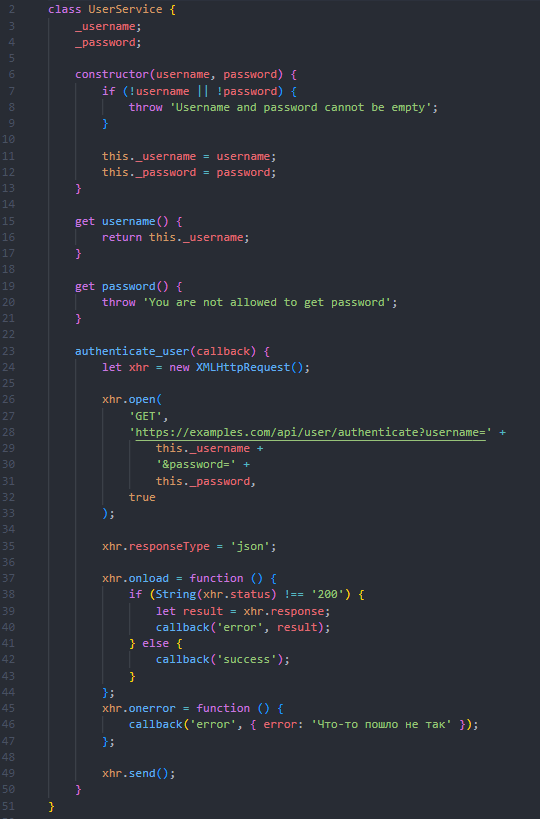 2 class UserService {
3     _username;
4     _password;
5
6     constructor(username, password) {
7         if (!username || !password) {
8             throw 'Username and password cannot be empty';
9         }
10
11         this._username = username;
12         this._password = password;
13     }
14
15     get username() {
16         return this._username;
17     }
18
19     get password() {
20         throw 'You are not allowed to get password';
21     }
22
23     authenticate_user(callback) {
24         let xhr = new XMLHttpRequest();
25
26         xhr.open(
27             'GET',
28             'https://examples.com/api/user/authenticate?username=' +
29                 this._username +
30                 '&password=' +
31                 this._password,
32             true
33         );
34
35         xhr.responseType = 'json';
36
37         xhr.onload = function () {
38             if (String(xhr.status) !== '200') {
39                 let result = xhr.response;
40                 callback('error', result);
41             } else {
42                 callback('success');
43             }
44         };
45         xhr.onerror = function () {
46             callback('error', { error: 'Что-то пошло не так' });
47         };
48
49         xhr.send();
50     }
51 }